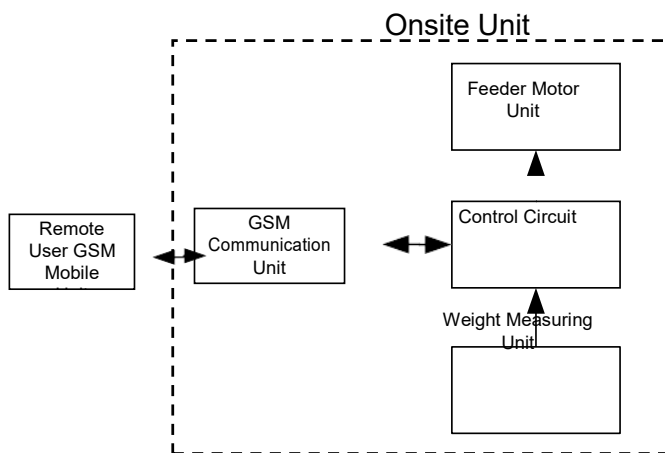 Onsite Unit
Feeder Motor
Unit
Control Circuit
GSM
Communication
Unit
Remote
User GSM
Mobile
Weight Measuring
Unit